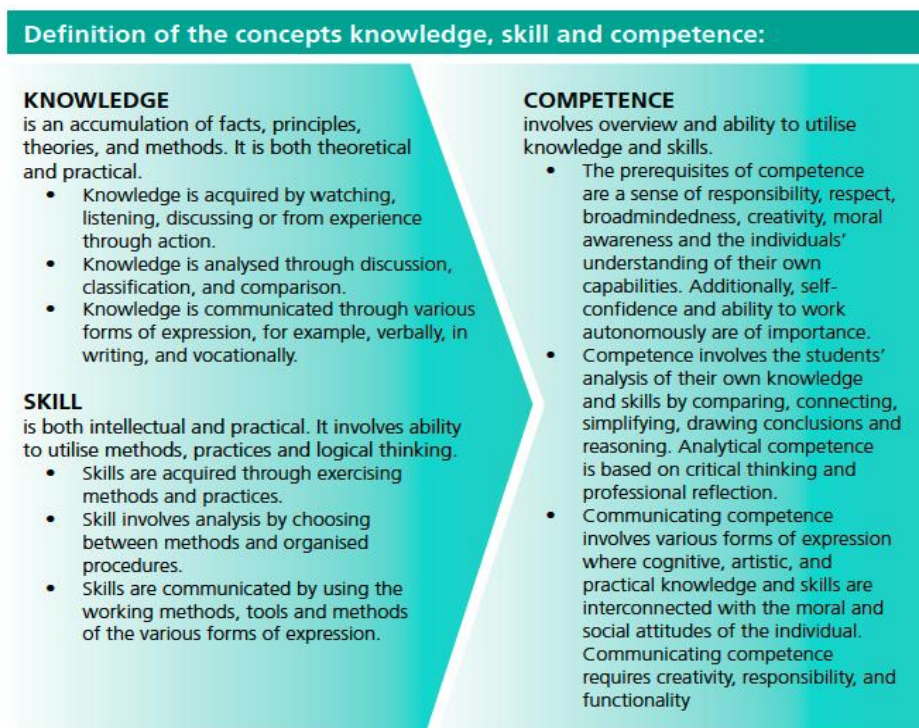 Definition of the concepts knowledge, skill and competence:
KNOWLEDGE
is an accumulation of facts, principles,
theories, and methods. It is both theoretical
and practical.
• Knowledge is acquired by watching,
listening, discussing or from experience
through action.
• Knowledge is analysed through discussion,
classification, and comparison.
• Knowledge is communicated through various
forms of expression, for example, verbally, in
writing, and vocationally.
SKILL
is both intellectual and practical. It involves ability
to utilise methods, practices and logical thinking.
• Skills are acquired through exercising
methods and practices.
• Skill involves analysis by choosing
between methods and organised
procedures.
• Skills are communicated by using the
working methods, tools and methods
of the various forms of expression.
COMPETENCE
involves overview and ability to utilise
knowledge and skills.
• The prerequisites of competence
are a sense of responsibility, respect,
broadmindedness, creativity, moral
awareness and the individuals’
understanding of their own
capabilities. Additionally, self-
confidence and ability to work
autonomously are of importance.
• Competence involves the students’
analysis of their own knowledge
and skills by comparing, connecting,
simplifying, drawing conclusions and
reasoning. Analytical competence
is based on critical thinking and
professional reflection.
• Communicating competence
involves various forms of expression
where cognitive, artistic, and
practical knowledge and skills are
interconnected with the moral and
social attitudes of the individual.
Communicating competence
requires creativity, responsibility, and
functionality